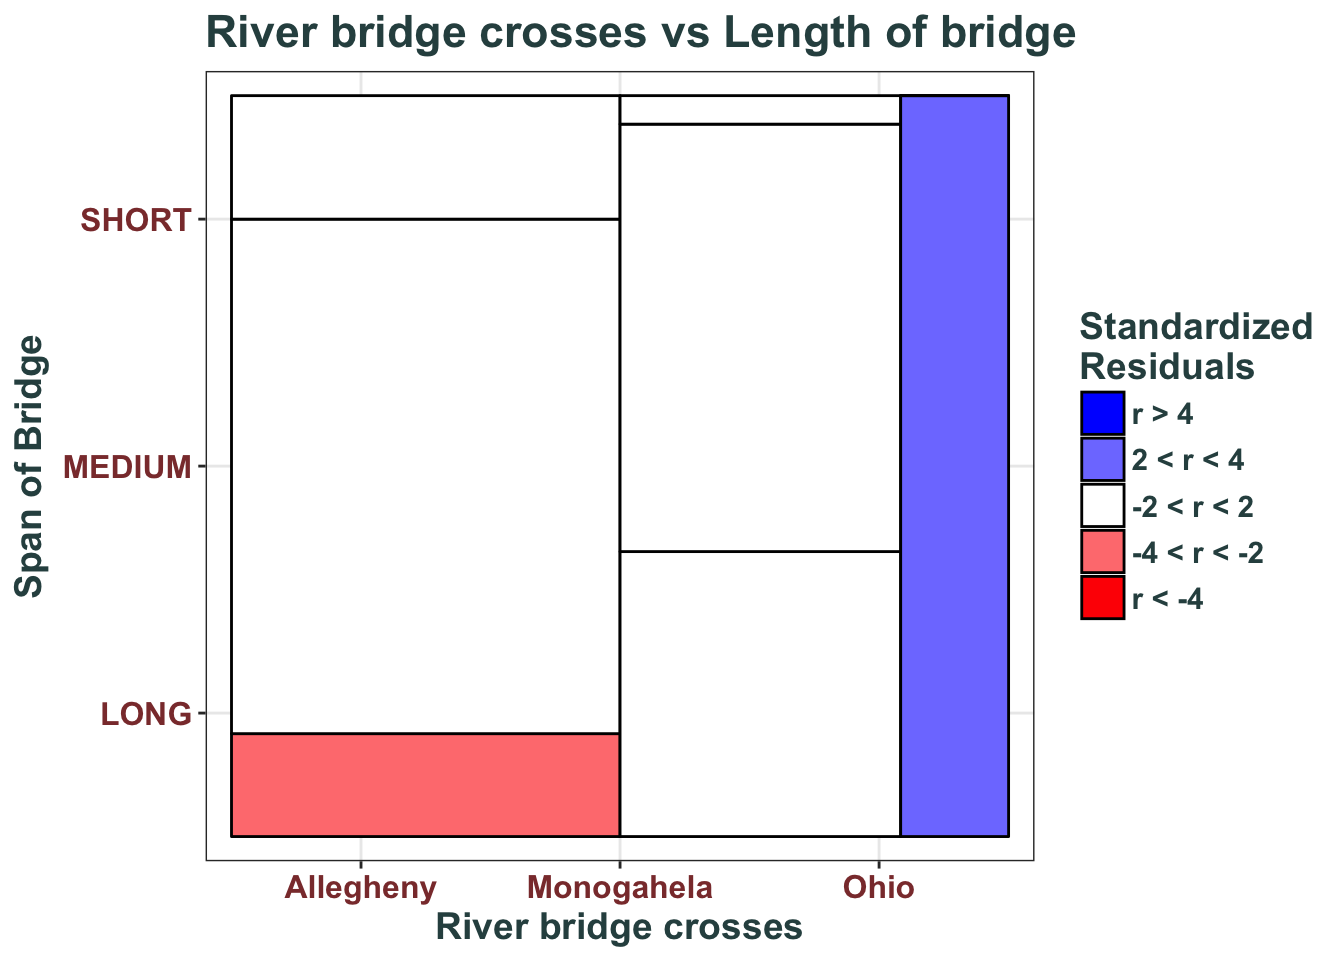 River bridge crosses vs Length of bridge
Span of Bridge
SHORT
MEDIUM
LONG
Allegheny
Monogahela
Ohio
River bridge crosses
Standardized
Residuals
r > 4
2 < r < 4
-2 < r < 2
-4 < r < -2
r < -4